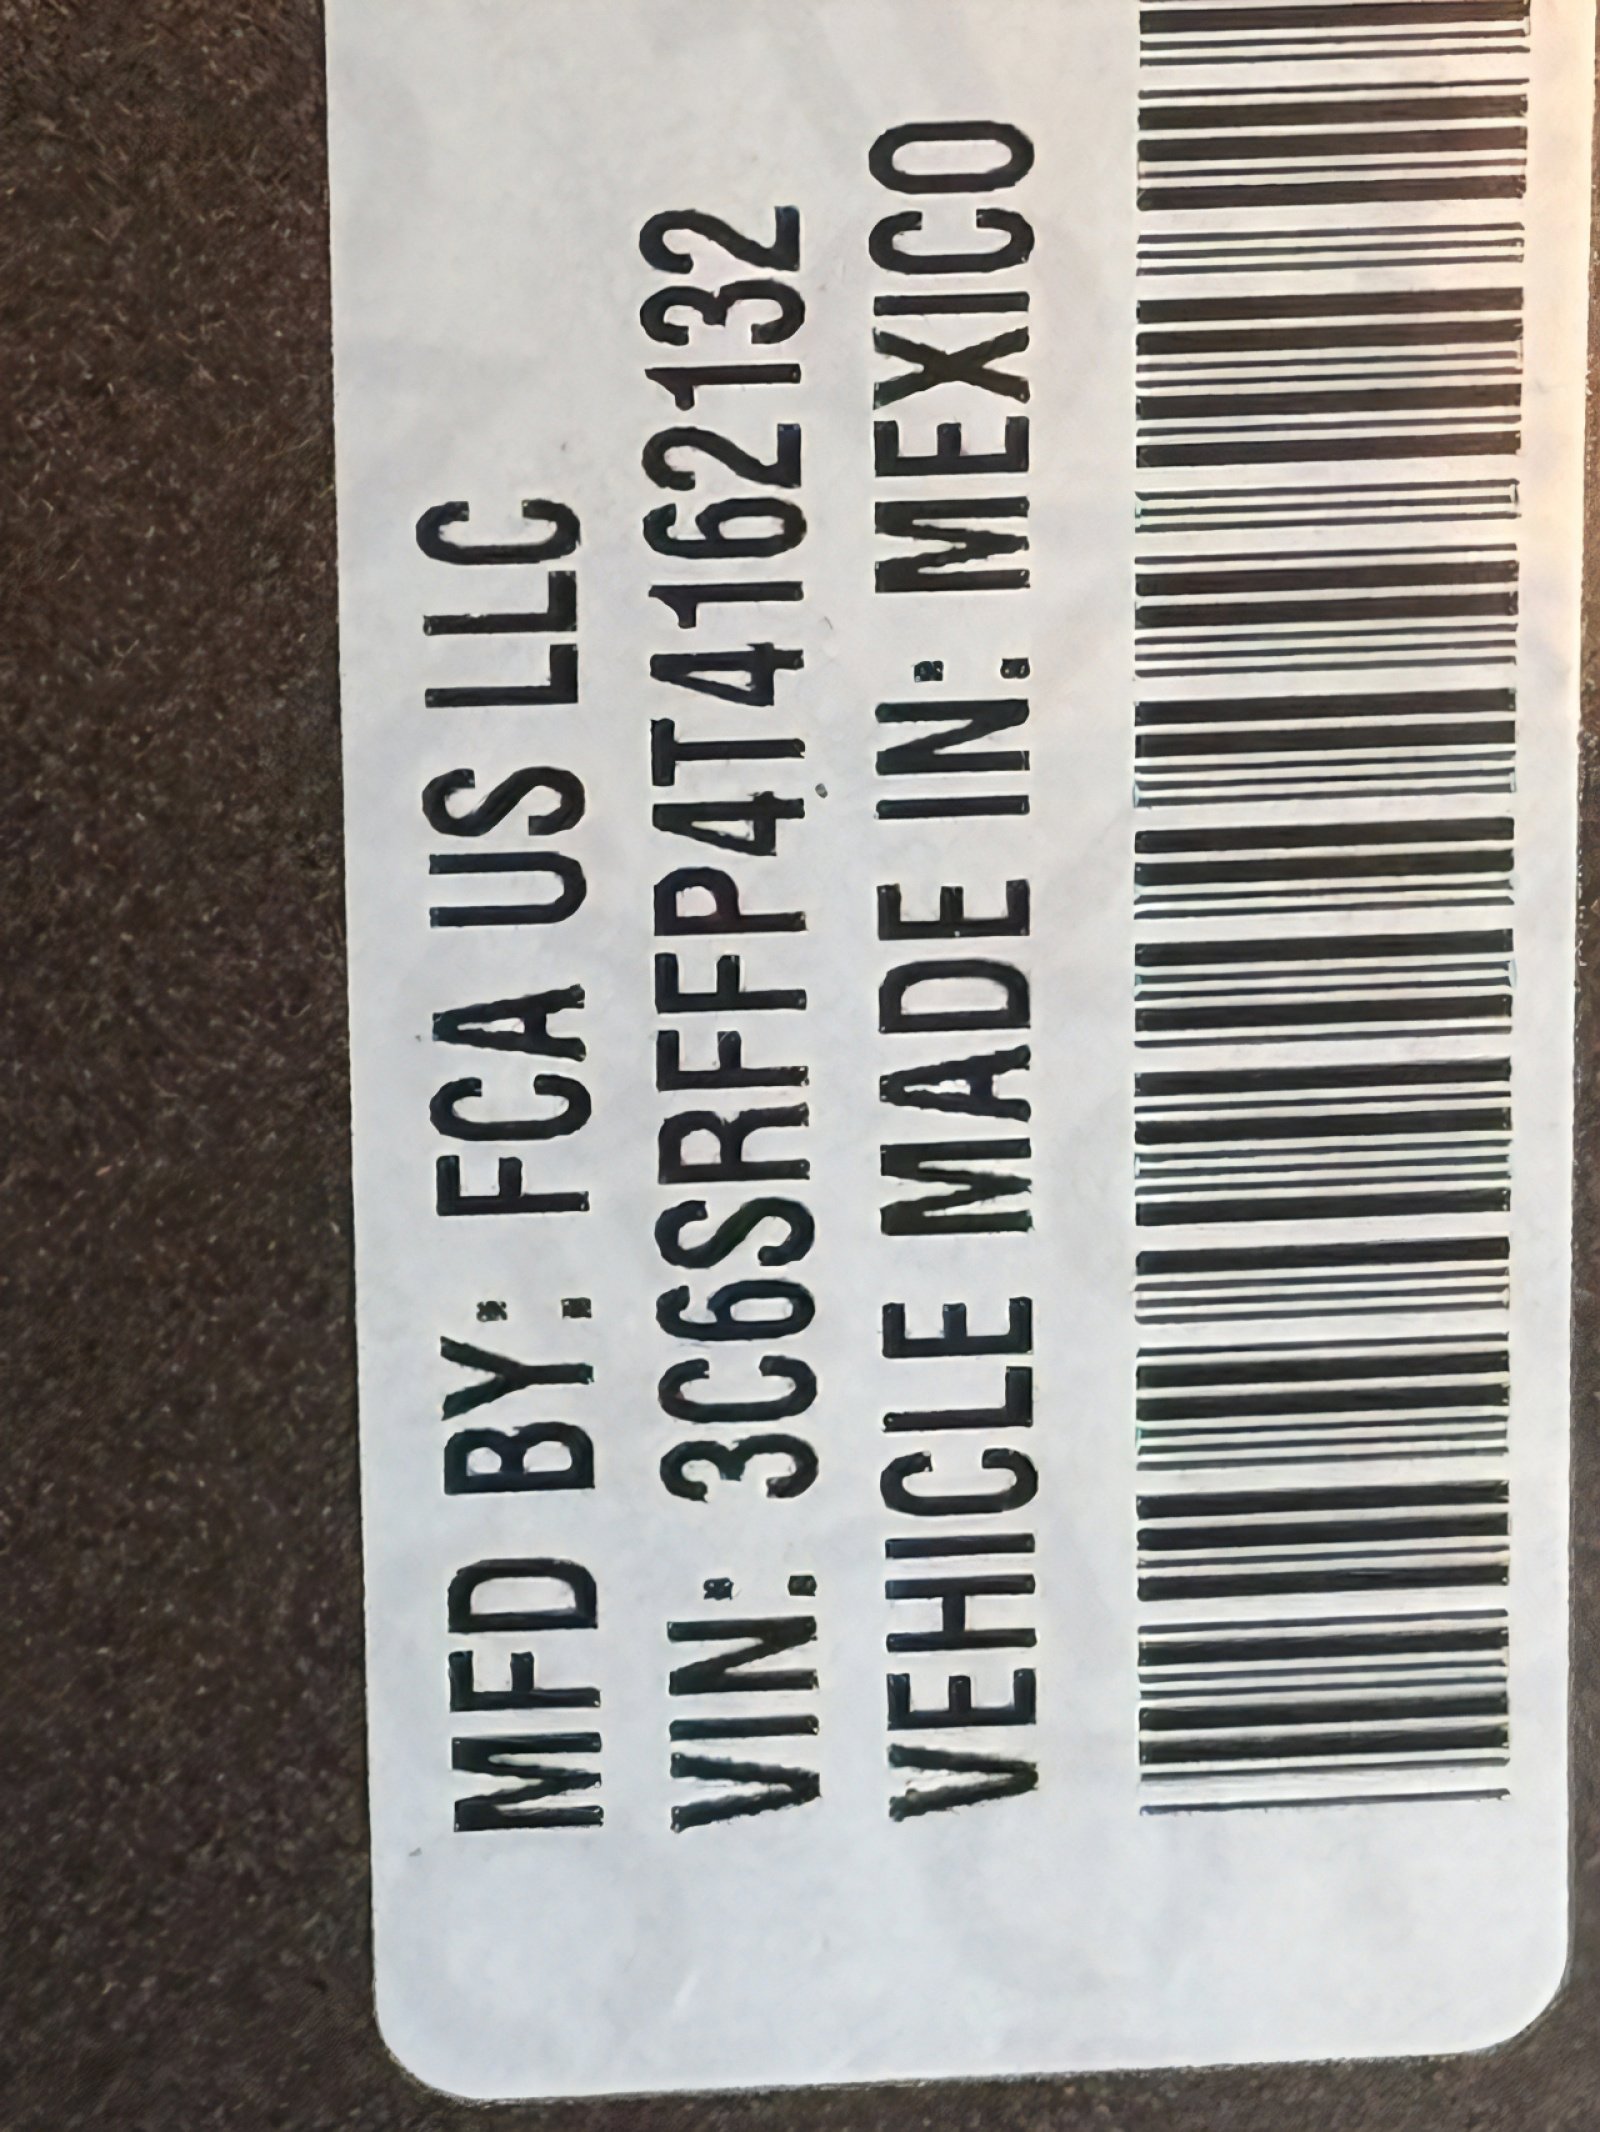 MFD BY: FCA US LLC
VIN: 3C6SRFFP4T4162132
VEHICLE MADE IN: MEXICO